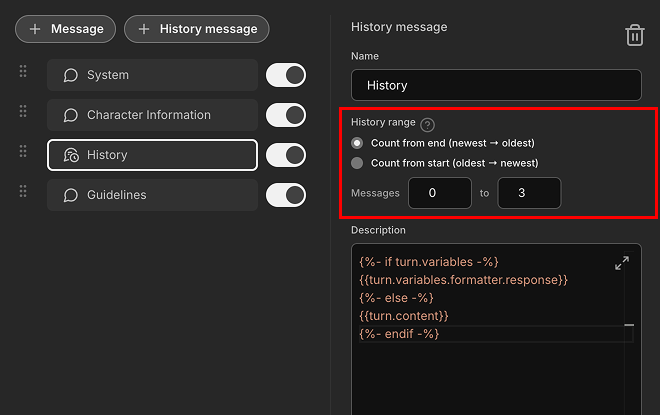 + Message
+ History message
System
Character Information
History
Guidelines
History message
Name
History
History range ?
Count from end (newest → oldest)
Count from start (oldest → newest)
Messages 0 to 3
Description
{%- if turn.variables -%}
{{turn.variables.formatter.response}}
{%- else -%}
{{turn.content}}
{%- endif -%}